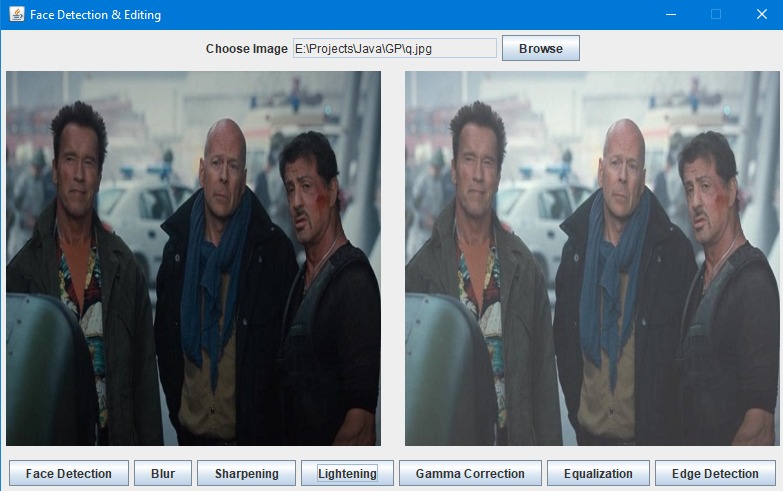 Face Detection & Editing
Choose Image E:\Projects\Java\GP\q.jpg Browse
Face Detection Blur Sharpening Lightening Gamma Correction Equalization Edge Detection